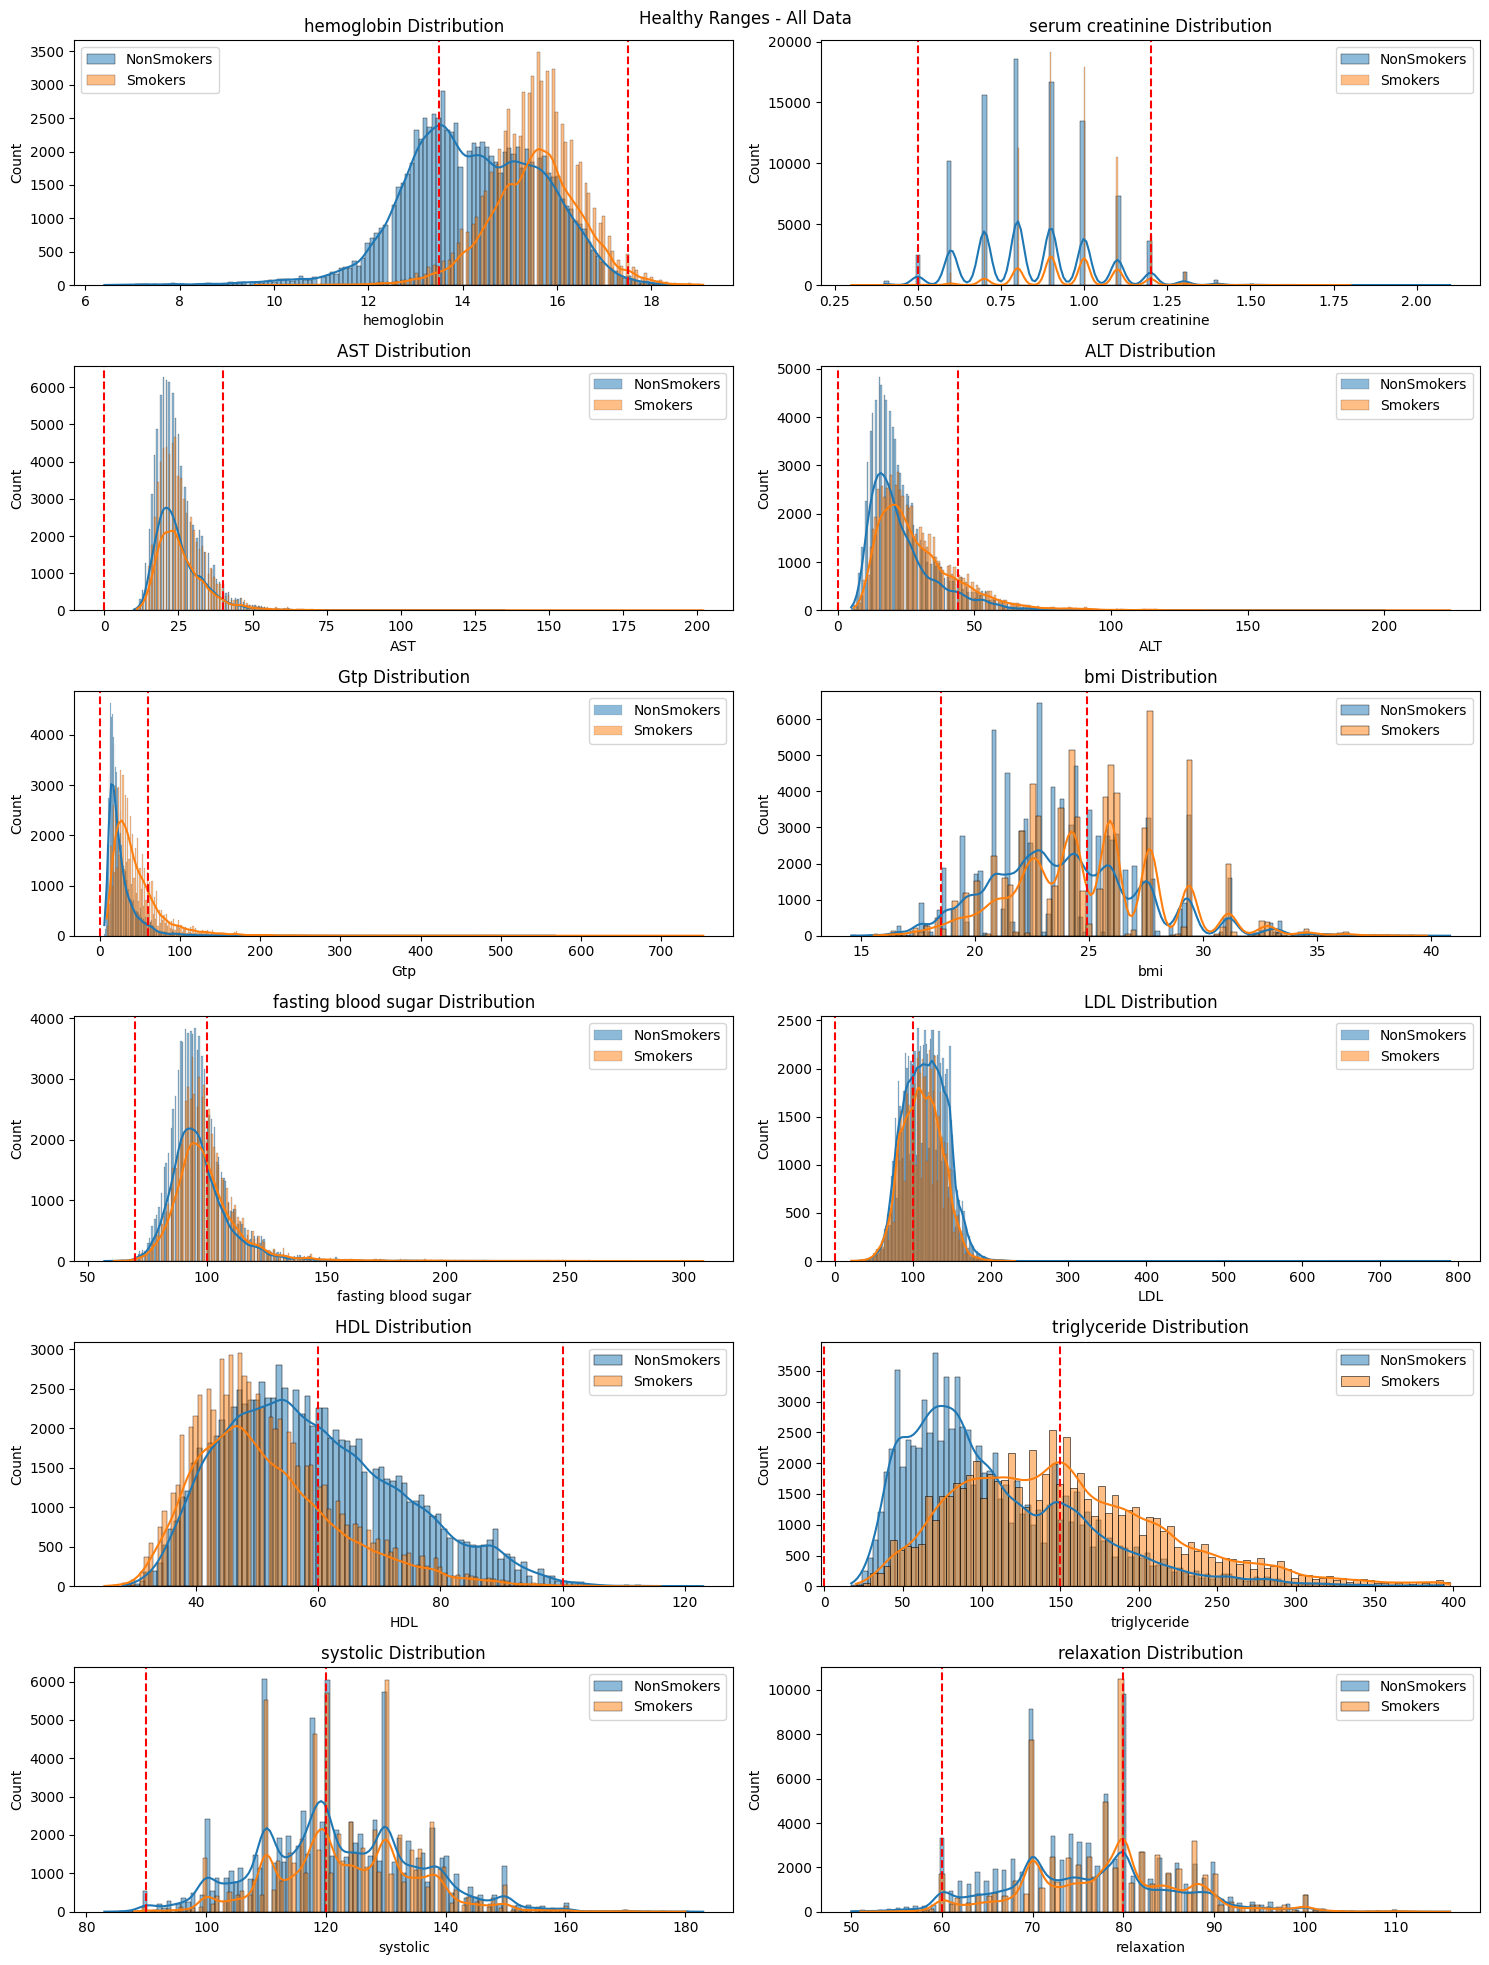 Healthy Ranges - All Data
hemoglobin Distribution
NonSmokers
Smokers
Count
3500
3000
2500
2000
1500
1000
500
0
6 8 10 12 14 16 18
hemoglobin
serum creatinine Distribution
NonSmokers
Smokers
Count
20000
15000
10000
5000
0
0.25 0.50 0.75 1.00 1.25 1.50 1.75 2.00
serum creatinine
AST Distribution
NonSmokers
Smokers
Count
6000
5000
4000
3000
2000
1000
0
0 25 50 75 100 125 150 175 200
AST
ALT Distribution
NonSmokers
Smokers
Count
5000
4000
3000
2000
1000
0
0 50 100 150 200
ALT
Gtp Distribution
NonSmokers
Smokers
Count
4000
3000
2000
1000
0
0 100 200 300 400 500 600 700
Gtp
bmi Distribution
NonSmokers
Smokers
Count
6000
5000
4000
3000
2000
1000
0
15 20 25 30 35 40
bmi
fasting blood sugar Distribution
NonSmokers
Smokers
Count
4000
3000
2000
1000
0
50 100 150 200 250 300
fasting blood sugar
LDL Distribution
NonSmokers
Smokers
Count
2500
2000
1500
1000
500
0
0 100 200 300 400 500 600 700 800
LDL
HDL Distribution
NonSmokers
Smokers
Count
3000
2500
2000
1500
1000
500
0
40 60 80 100 120
HDL
triglyceride Distribution
NonSmokers
Smokers
Count
3500
3000
2500
2000
1500
1000
500
0
0 50 100 150 200 250 300 350 400
triglyceride
systolic Distribution
NonSmokers
Smokers
Count
6000
5000
4000
3000
2000
1000
0
80 100 120 140 160 180
systolic
relaxation Distribution
NonSmokers
Smokers
Count
10000
8000
6000
4000
2000
0
50 60 70 80 90 100 110
relaxation